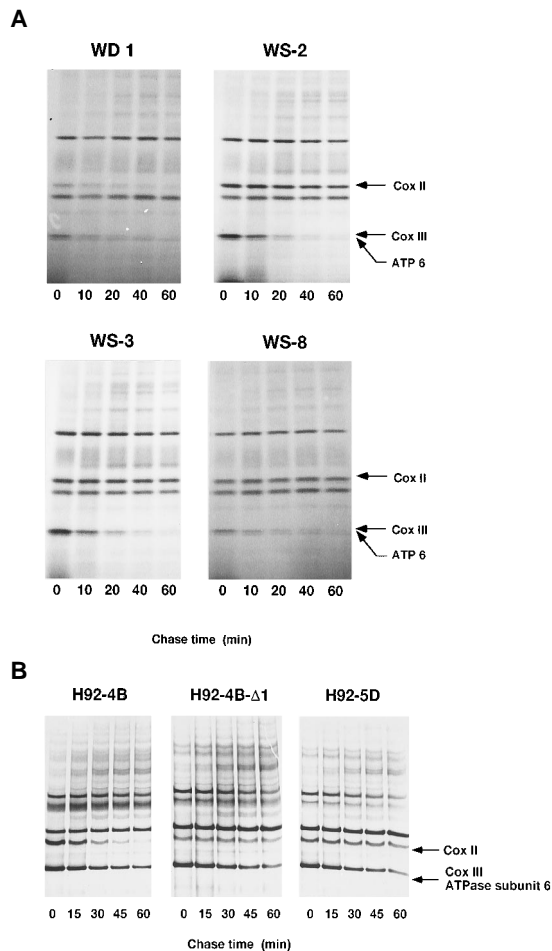 A
WD 1 WS-2
Cox II
Cox III
ATP 6
0 10 20 40 60 0 10 20 40 60
WS-3 WS-8
Cox II
Cox III
ATP 6
0 10 20 40 60 0 10 20 40 60
Chase time (min)
B
H92-4B H92-4B-Δ1 H92-5D
Cox II
Cox III
ATPase subunit 6
0 15 30 45 60 0 15 30 45 60 0 15 30 45 60
Chase time (min)